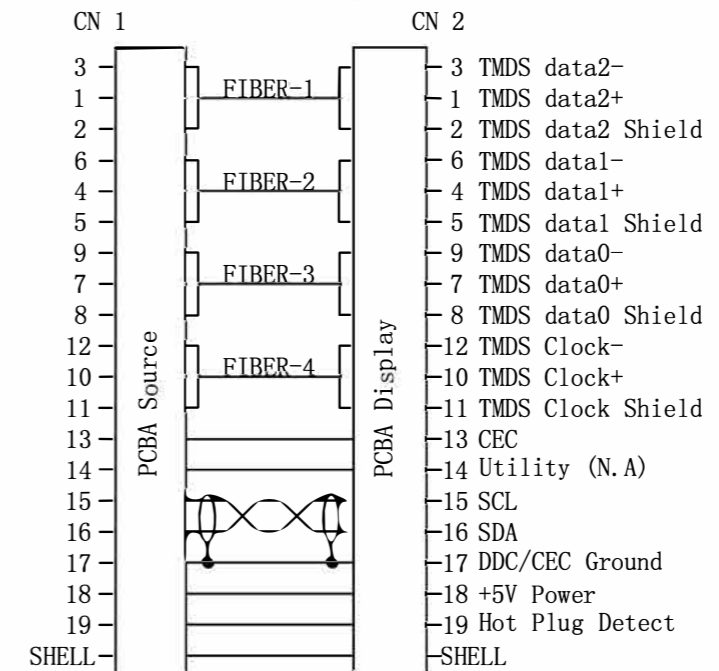 CN 1 CN 2
3 3 TMDS data2-
FIBER-1
1 1 TMDS data2+
2 2 TMDS data2 Shield
6 6 TMDS data1-
FIBER-2
4 4 TMDS data1+
5 5 TMDS data1 Shield
9 9 TMDS data0-
FIBER-3
7 7 TMDS data0+
8 8 TMDS data0 Shield
12 12 TMDS Clock-
FIBER-4
10 10 TMDS Clock+
11 11 TMDS Clock Shield
PCBA Source
PCBA Display
13 13 CEC
14 14 Utility (N.A)
15 15 SCL
16 16 SDA
17 17 DDC/CEC Ground
18 18 +5V Power
19 19 Hot Plug Detect
SHELL SHELL